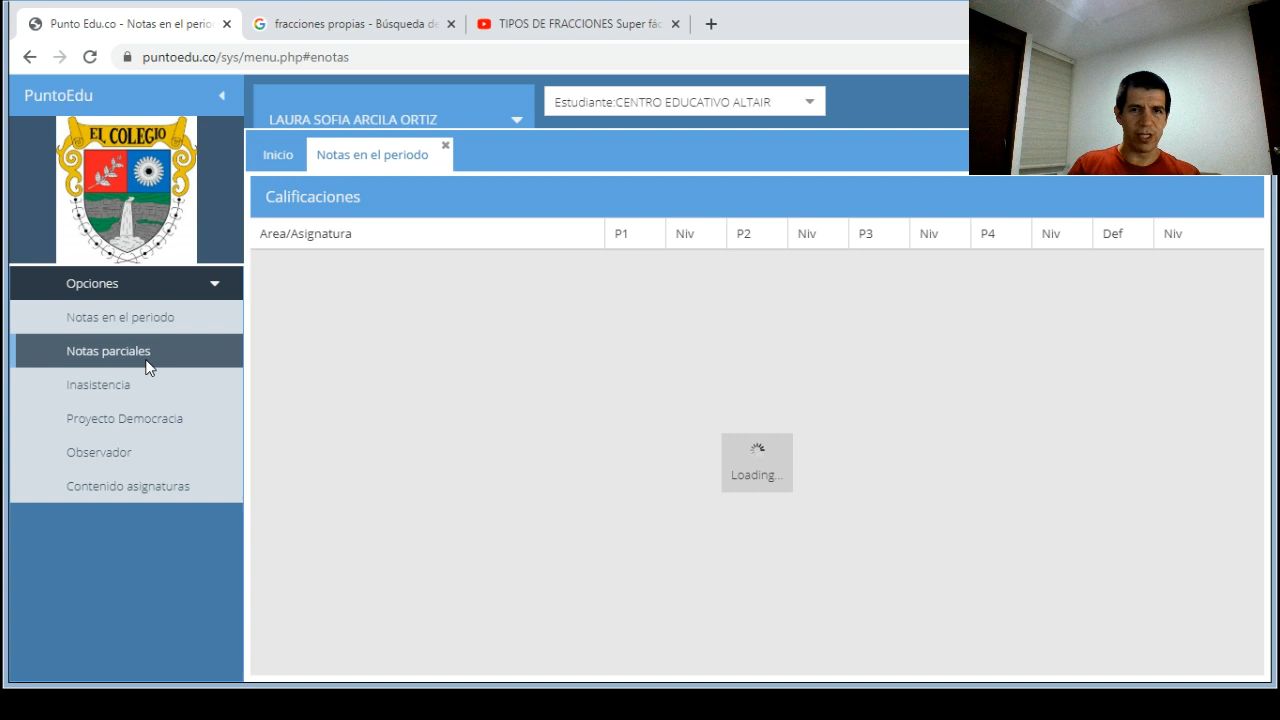 Punto Edu.co - Notas en el perio
fracciones propias - Búsqueda de
TIPOS DE FRACCIONES Super fác
puntoedu.co/sys/menu.php#enotas
PuntoEdu
LAURA SOFIA ARCILA ORTIZ
Estudiante:CENTRO EDUCATIVO ALTAIR
EL COLEGIO
Inicio
Notas en el periodo
Calificaciones
Area/Asignatura P1 Niv P2 Niv P3 Niv P4 Niv Def Niv
Opciones
Notas en el periodo
Notas parciales
Inasistencia
Proyecto Democracia
Observador
Contenido asignaturas
Loading...